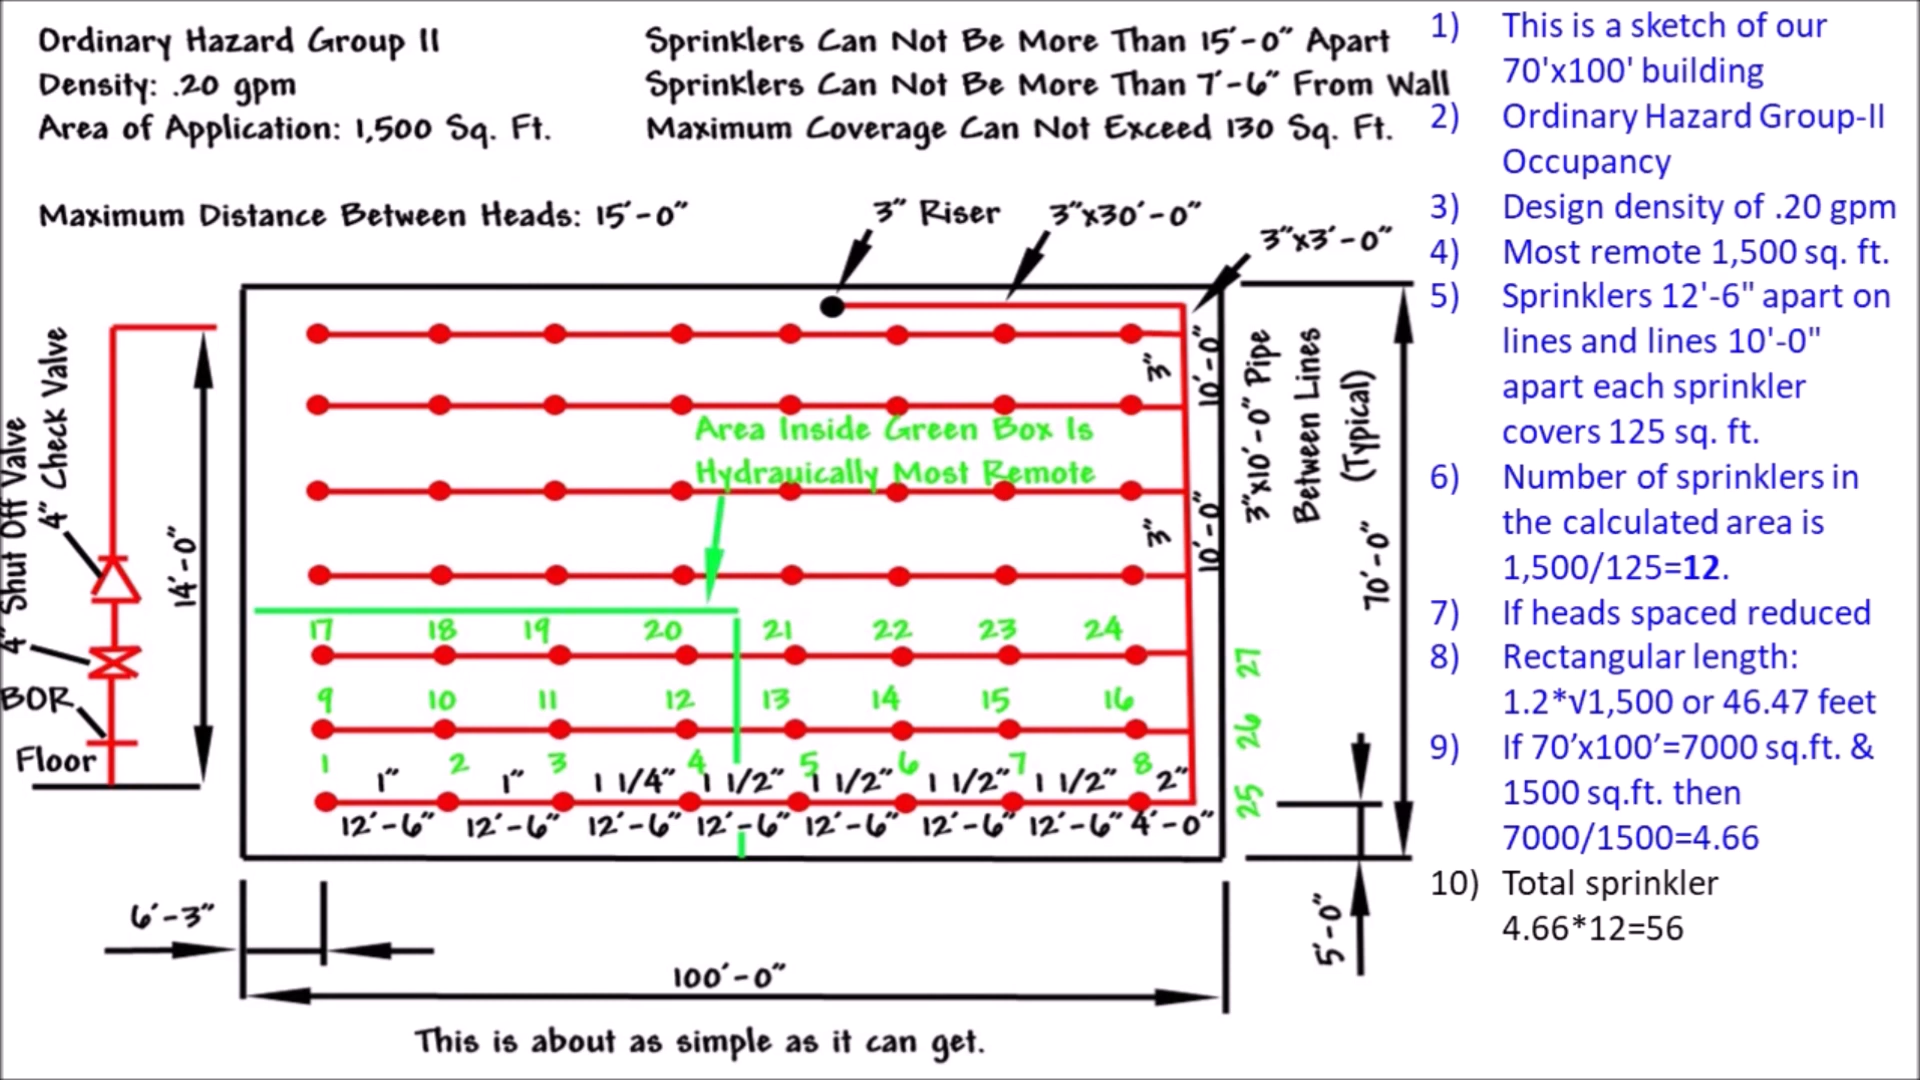 Ordinary Hazard Group II
Density: .20 gpm
Area of Application: 1,500 Sq. Ft.
Sprinklers Can Not Be More Than 15'-0" Apart
Sprinklers Can Not Be More Than 7'-6" From Wall
Maximum Coverage Can Not Exceed 130 Sq. Ft.
Maximum Distance Between Heads: 15'-0"
3" Riser
3"x30'-0"
3"x3'-0"
4" Shut Off Valve
4" Check Valve
14'-0"
BOR
Floor
Area Inside Green Box Is
Hydrauically Most Remote
3"
10'-0"
3"
10'-0"
3"x10'-0" Pipe
Between Lines
(Typical)
70'-0"
17 18 19 20 21 22 23 24
27
9 10 11 12 13 14 15 16
26
1 2 3 4 5 6 7 8
25
1" 1" 1 1/4" 1 1/2" 1 1/2" 1 1/2" 1 1/2" 2"
12'-6" 12'-6" 12'-6" 12'-6" 12'-6" 12'-6" 12'-6" 4'-0"
6'-3"
5'-0"
100'-0"
This is about as simple as it can get.
1) This is a sketch of our
70'x100' building
2) Ordinary Hazard Group-II
Occupancy
3) Design density of .20 gpm
4) Most remote 1,500 sq. ft.
5) Sprinklers 12'-6" apart on
lines and lines 10'-0"
apart each sprinkler
covers 125 sq. ft.
6) Number of sprinklers in
the calculated area is
1,500/125=12.
7) If heads spaced reduced
8) Rectangular length:
1.2*√1,500 or 46.47 feet
9) If 70’x100’=7000 sq.ft. &
1500 sq.ft. then
7000/1500=4.66
10) Total sprinkler
4.66*12=56